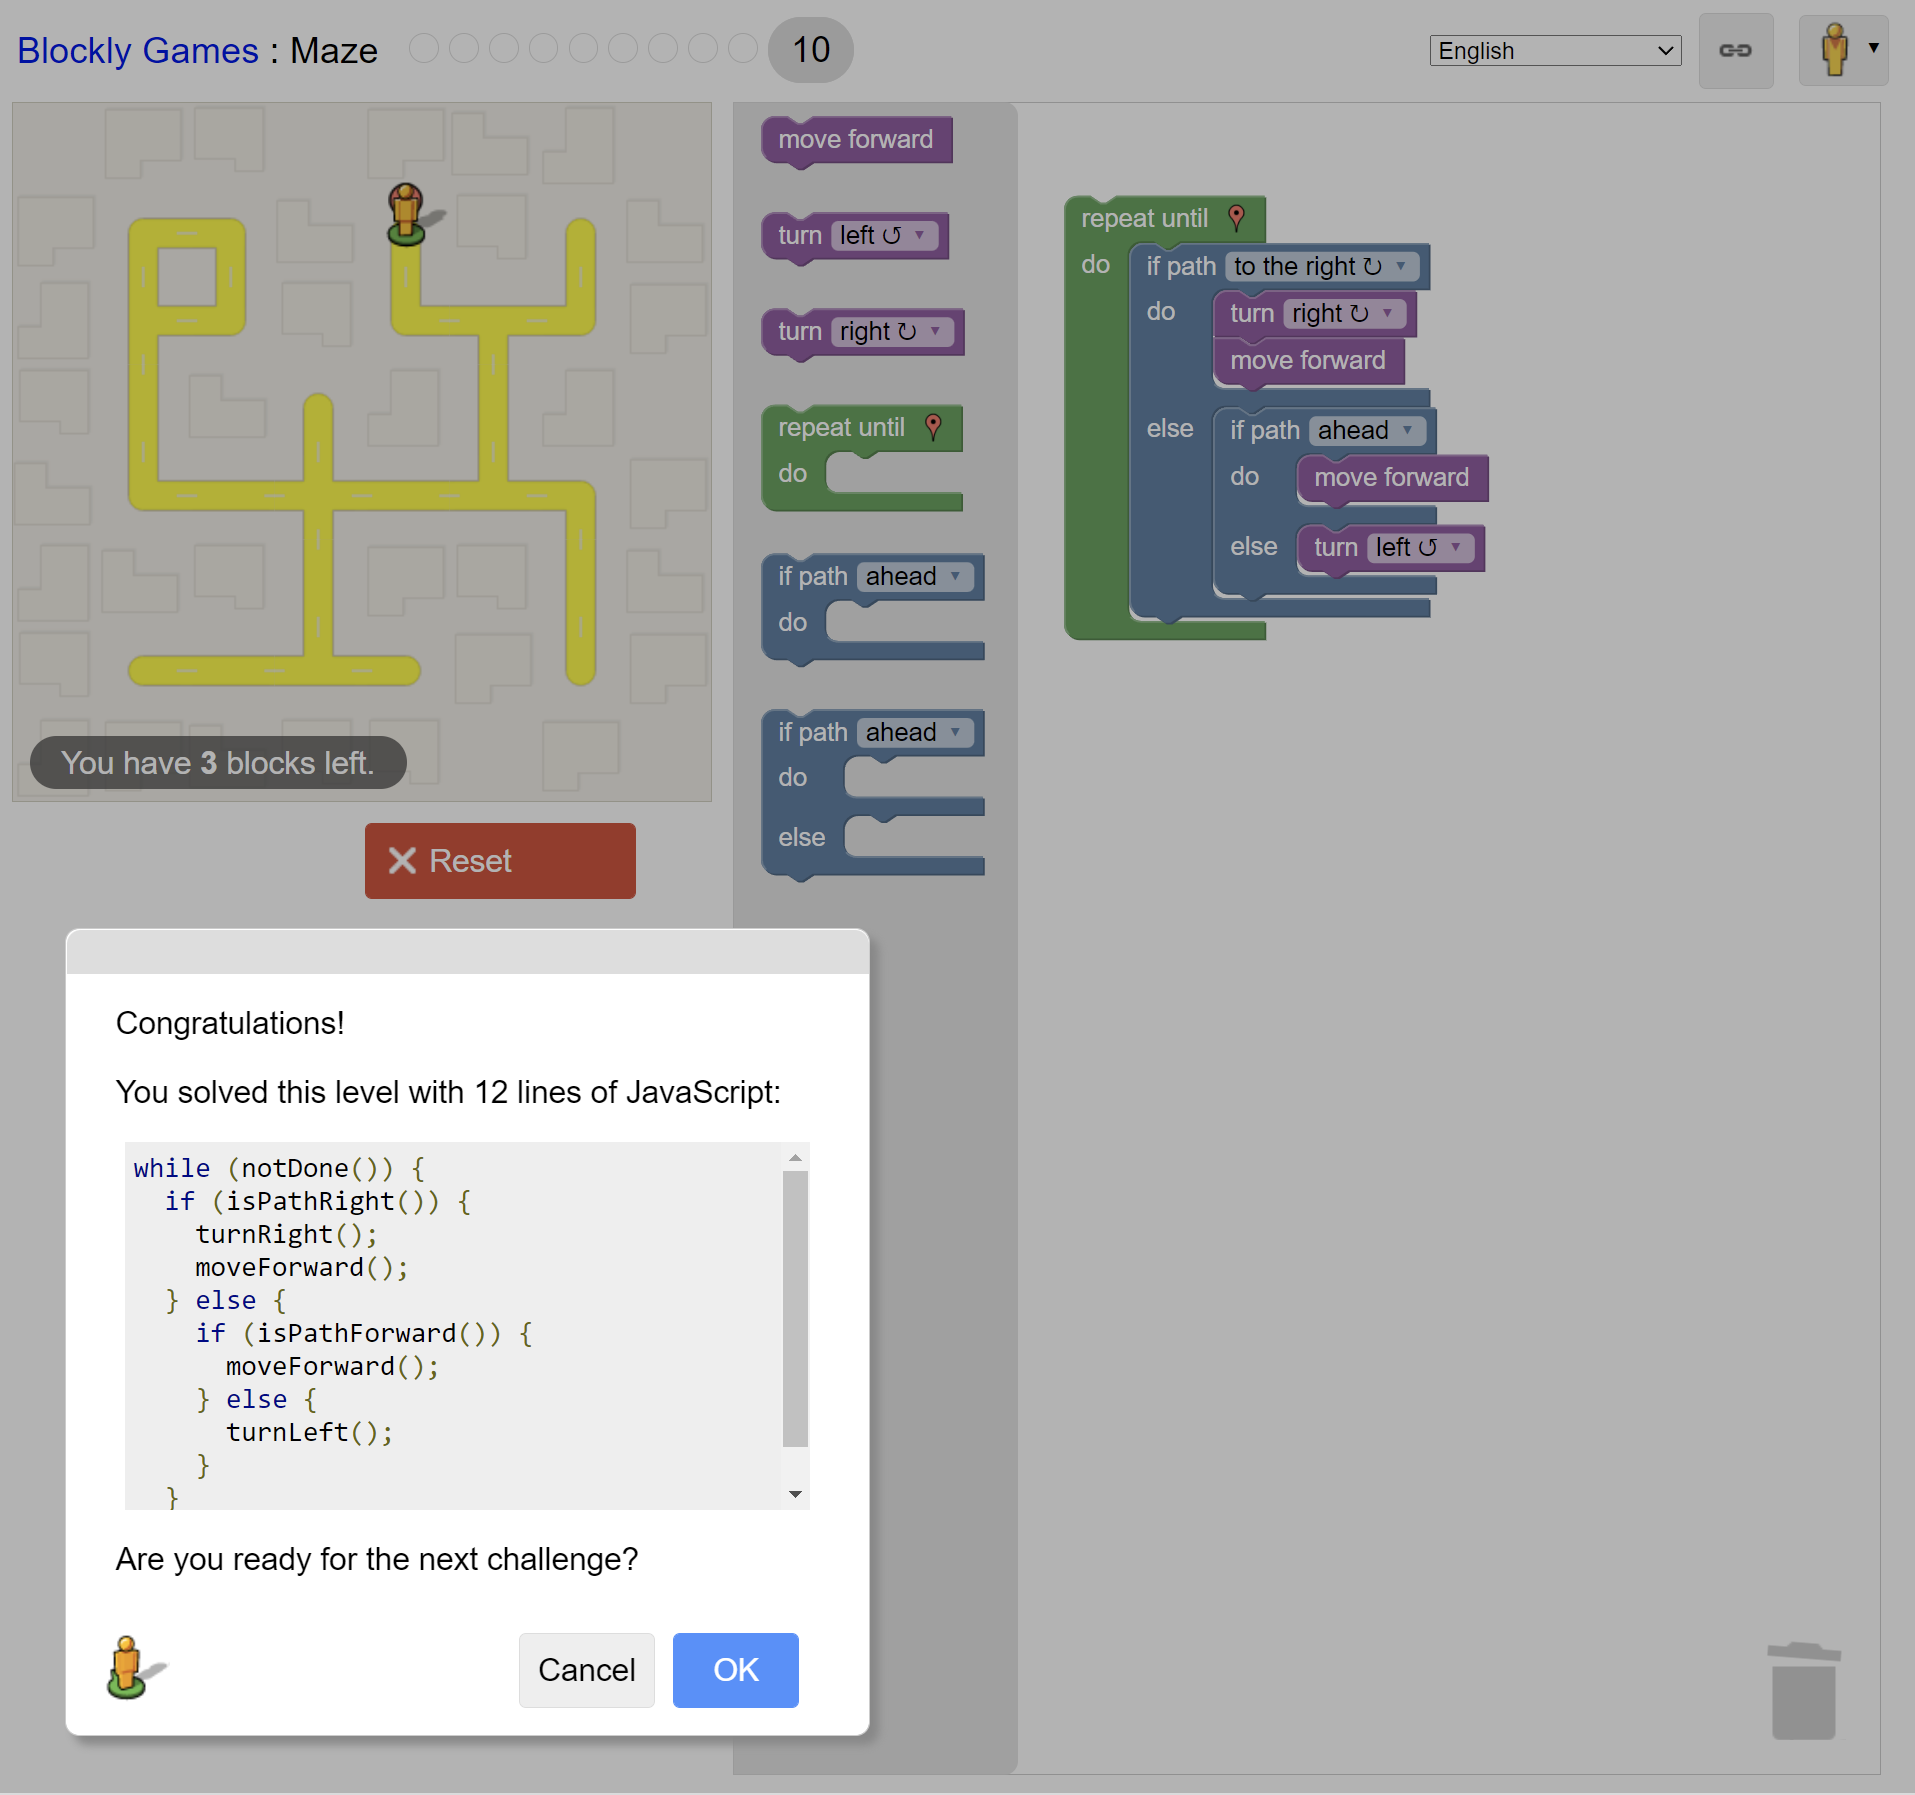 Blockly Games : Maze
10
English
You have 3 blocks left.
Reset
move forward
turn left ↺
turn right ↻
repeat until
do
if path ahead
do
if path ahead
do
else
repeat until
do
if path to the right ↻
do
turn right ↻
move forward
else
if path ahead
do
move forward
else
turn left ↺
Congratulations!
You solved this level with 12 lines of JavaScript:
while (notDone()) {
  if (isPathRight()) {
    turnRight();
    moveForward();
  } else {
    if (isPathForward()) {
      moveForward();
    } else {
      turnLeft();
    }
  }
Are you ready for the next challenge?
Cancel
OK